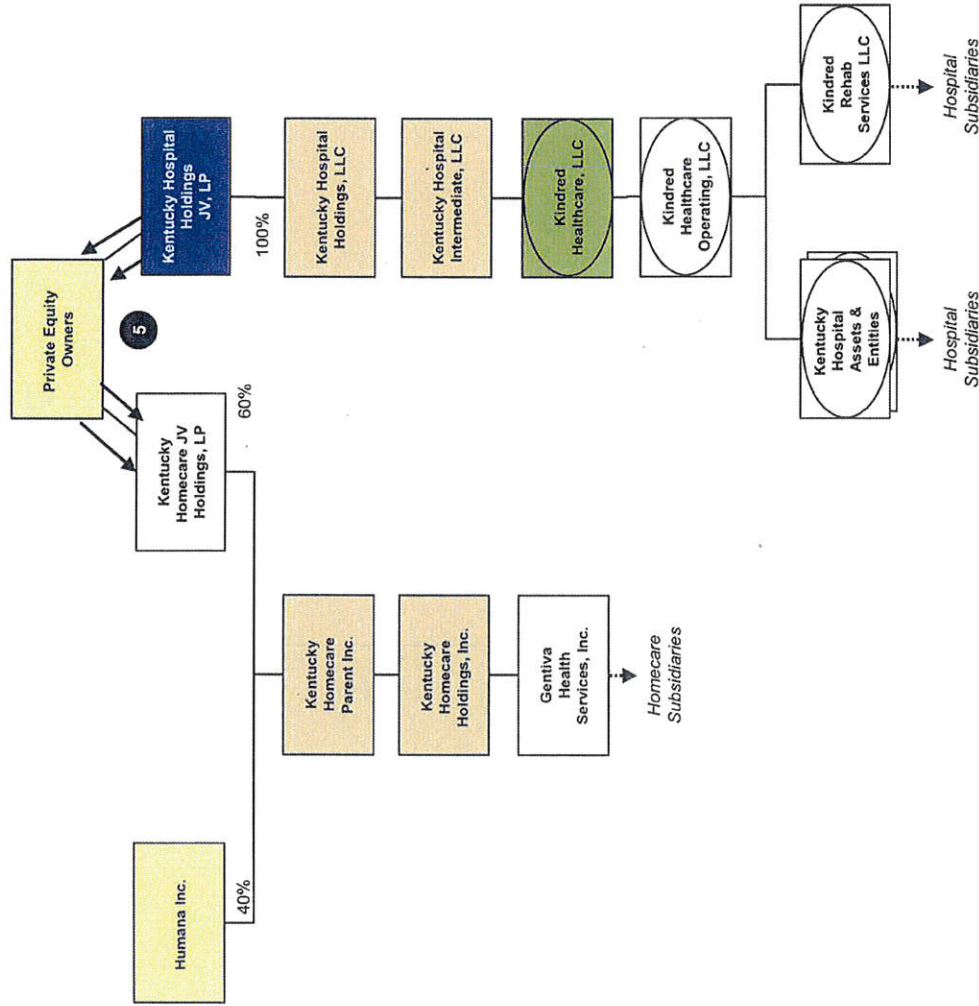 Private Equity
Owners
5
Humana Inc.
40%
Kentucky
Homecare JV
Holdings, LP
60%
Kentucky Hospital
Holdings
JV, LP
100%
Kentucky
Homecare
Parent Inc.
Kentucky Hospital
Holdings, LLC
Kentucky
Homecare
Holdings, Inc.
Kentucky Hospital
Intermediate, LLC
Gentiva
Health
Services, Inc.
Kindred
Healthcare, LLC
Homecare
Subsidiaries
Kindred
Healthcare
Operating, LLC
Kentucky
Hospital
Assets &
Entities
Kindred
Rehab
Services LLC
Hospital
Subsidiaries
Hospital
Subsidiaries